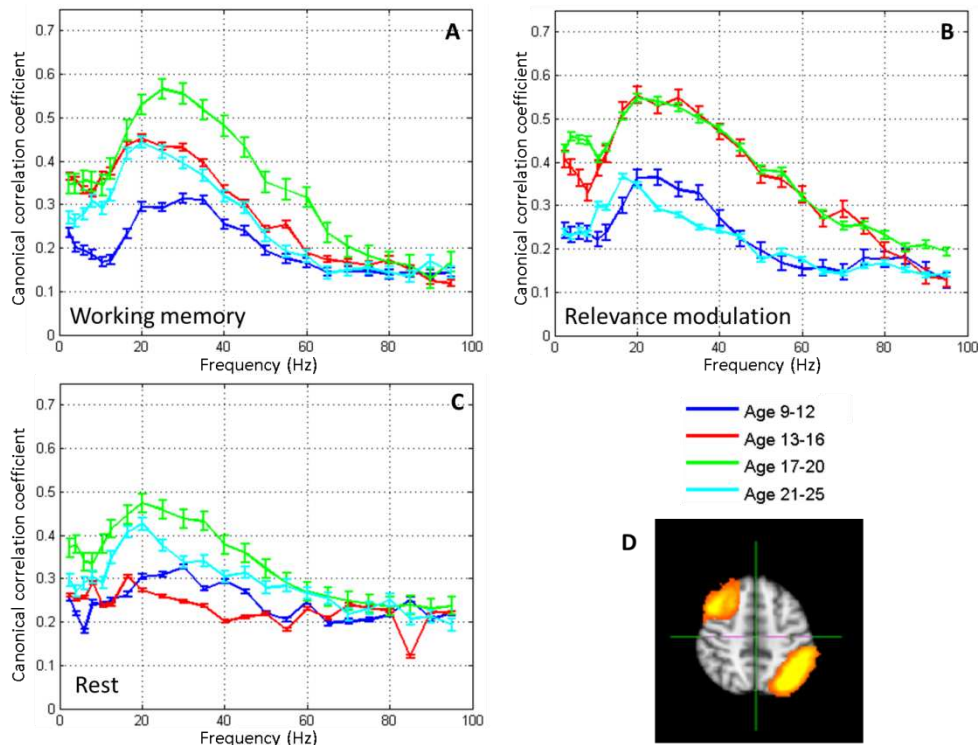 A
Canonical correlation coefficient
0.7
0.6
0.5
0.4
0.3
0.2
0.1
0
Working memory
0 20 40 60 80 100
Frequency (Hz)
B
Canonical correlation coefficient
0.7
0.6
0.5
0.4
0.3
0.2
0.1
0
Relevance modulation
0 20 40 60 80 100
Frequency (Hz)
C
Canonical correlation coefficient
0.7
0.6
0.5
0.4
0.3
0.2
0.1
0
Rest
0 20 40 60 80 100
Frequency (Hz)
Age 9-12
Age 13-16
Age 17-20
Age 21-25
D